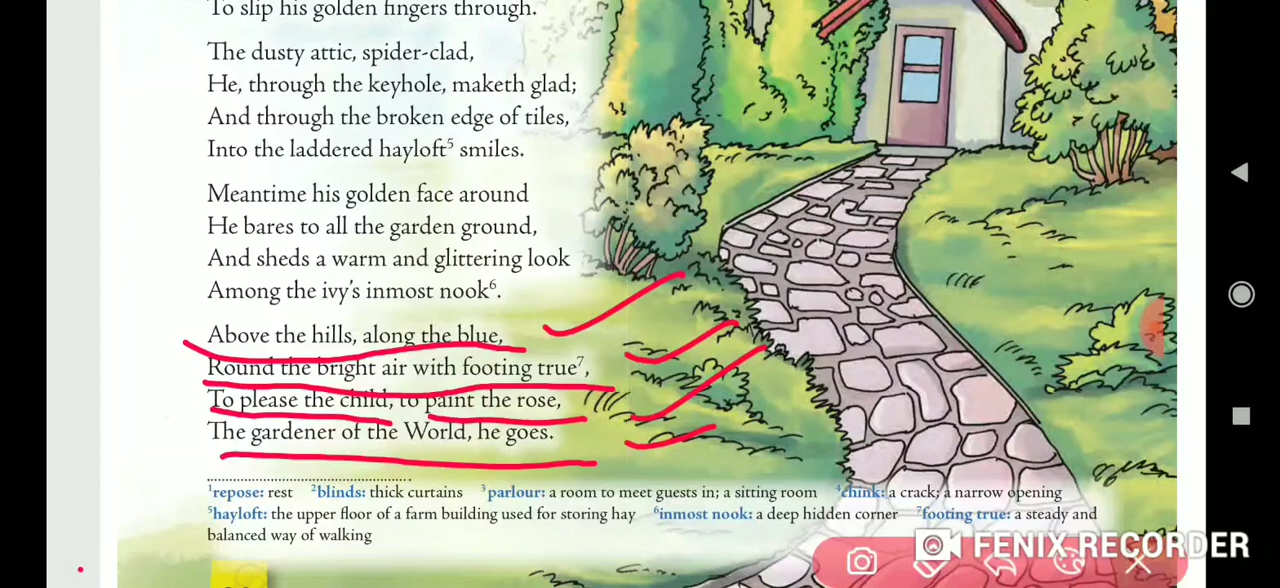 To slip his golden fingers through.
The dusty attic, spider-clad,
He, through the keyhole, maketh glad;
And through the broken edge of tiles,
Into the laddered hayloft⁵ smiles.
Meantime his golden face around
He bares to all the garden ground,
And sheds a warm and glittering look
Among the ivy's inmost nook⁶.
Above the hills, along the blue,
Round the bright air with footing true⁷,
To please the child, to paint the rose,
The gardener of the World, he goes.
¹repose: rest ²blinds: thick curtains ³parlour: a room to meet guests in; a sitting room ⁴chink: a crack; a narrow opening
⁵hayloft: the upper floor of a farm building used for storing hay ⁶inmost nook: a deep hidden corner ⁷footing true: a steady and
balanced way of walking
FENIX RECORDER